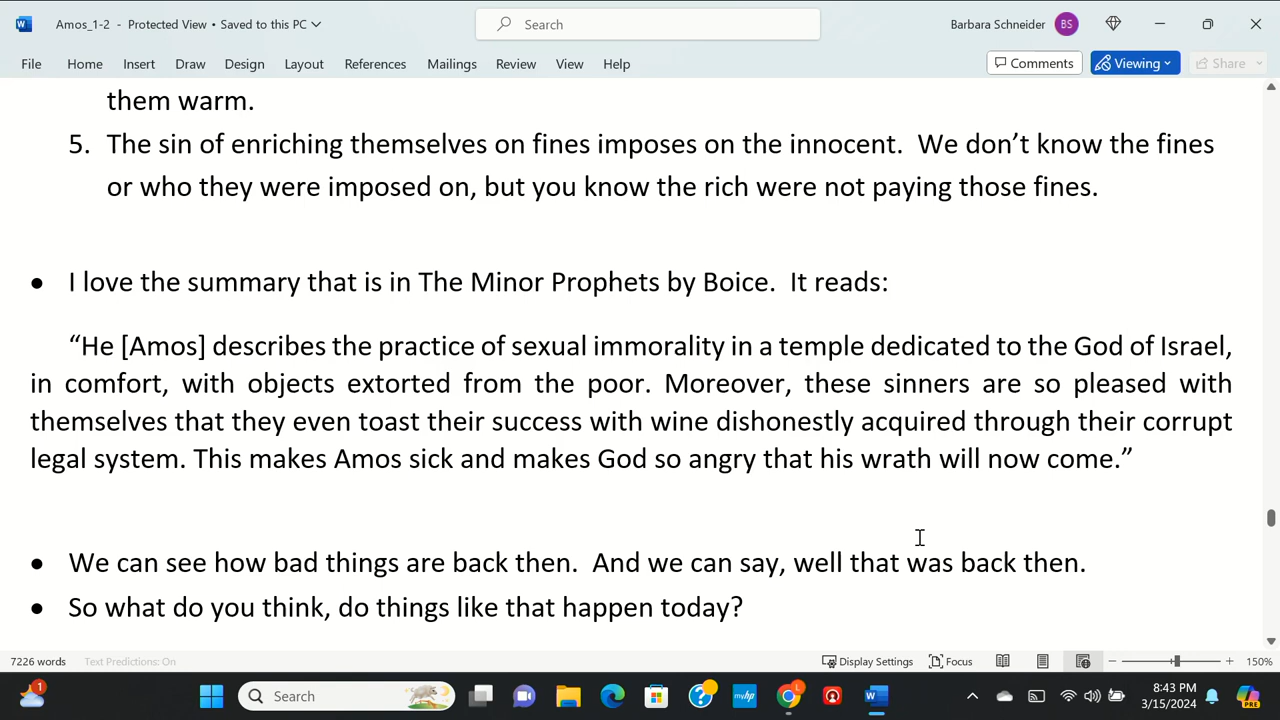 Amos_1-2 - Protected View • Saved to this PC
Search
Barbara Schneider
BS
File
Home
Insert
Draw
Design
Layout
References
Mailings
Review
View
Help
Comments
Viewing
Share
them warm.
5. The sin of enriching themselves on fines imposes on the innocent. We don’t know the fines
or who they were imposed on, but you know the rich were not paying those fines.
• I love the summary that is in The Minor Prophets by Boice. It reads:
“He [Amos] describes the practice of sexual immorality in a temple dedicated to the God of Israel,
in comfort, with objects extorted from the poor. Moreover, these sinners are so pleased with
themselves that they even toast their success with wine dishonestly acquired through their corrupt
legal system. This makes Amos sick and makes God so angry that his wrath will now come.”
• We can see how bad things are back then. And we can say, well that was back then.
• So what do you think, do things like that happen today?
7226 words
Text Predictions: On
Display Settings
Focus
150%
1
Search
myhp
8:43 PM
3/15/2024
PRE